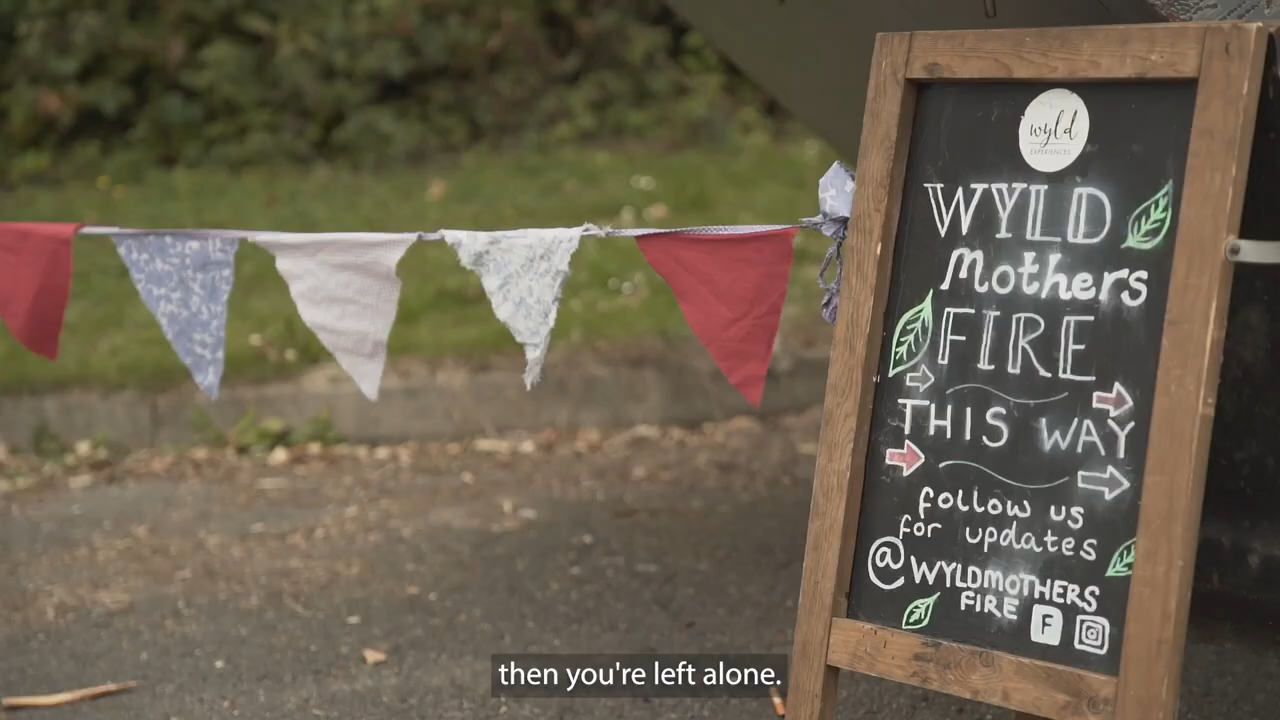 wyld
EXPERIENCES
WYLD
Mothers
FIRE
THIS WAY
follow us
for updates
@WYLDMOTHERS
FIRE
then you're left alone.